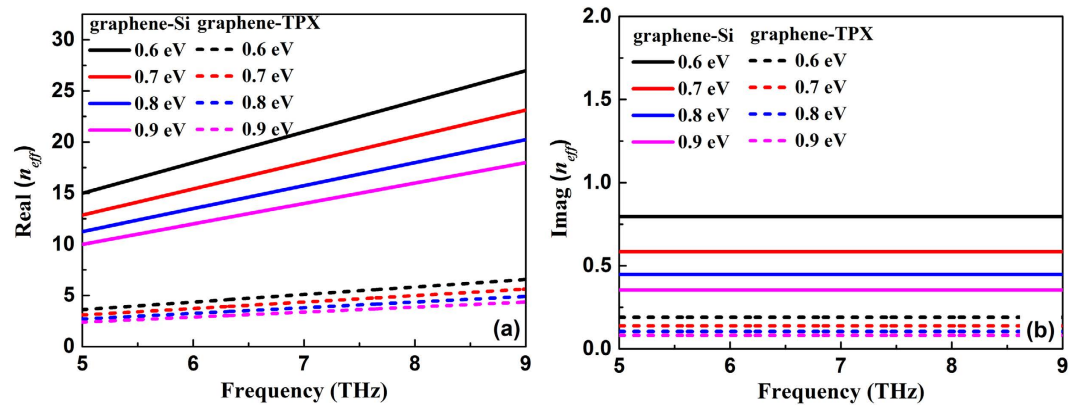 graphene-Si graphene-TPX
0.6 eV 0.6 eV
0.7 eV 0.7 eV
0.8 eV 0.8 eV
0.9 eV 0.9 eV
30
25
20
15
10
5
0
Real (neff)
5 6 7 8 9
Frequency (THz)
(a)
graphene-Si graphene-TPX
0.6 eV 0.6 eV
0.7 eV 0.7 eV
0.8 eV 0.8 eV
0.9 eV 0.9 eV
2.0
1.5
1.0
0.5
0.0
Imag (neff)
5 6 7 8 9
Frequency (THz)
(b)